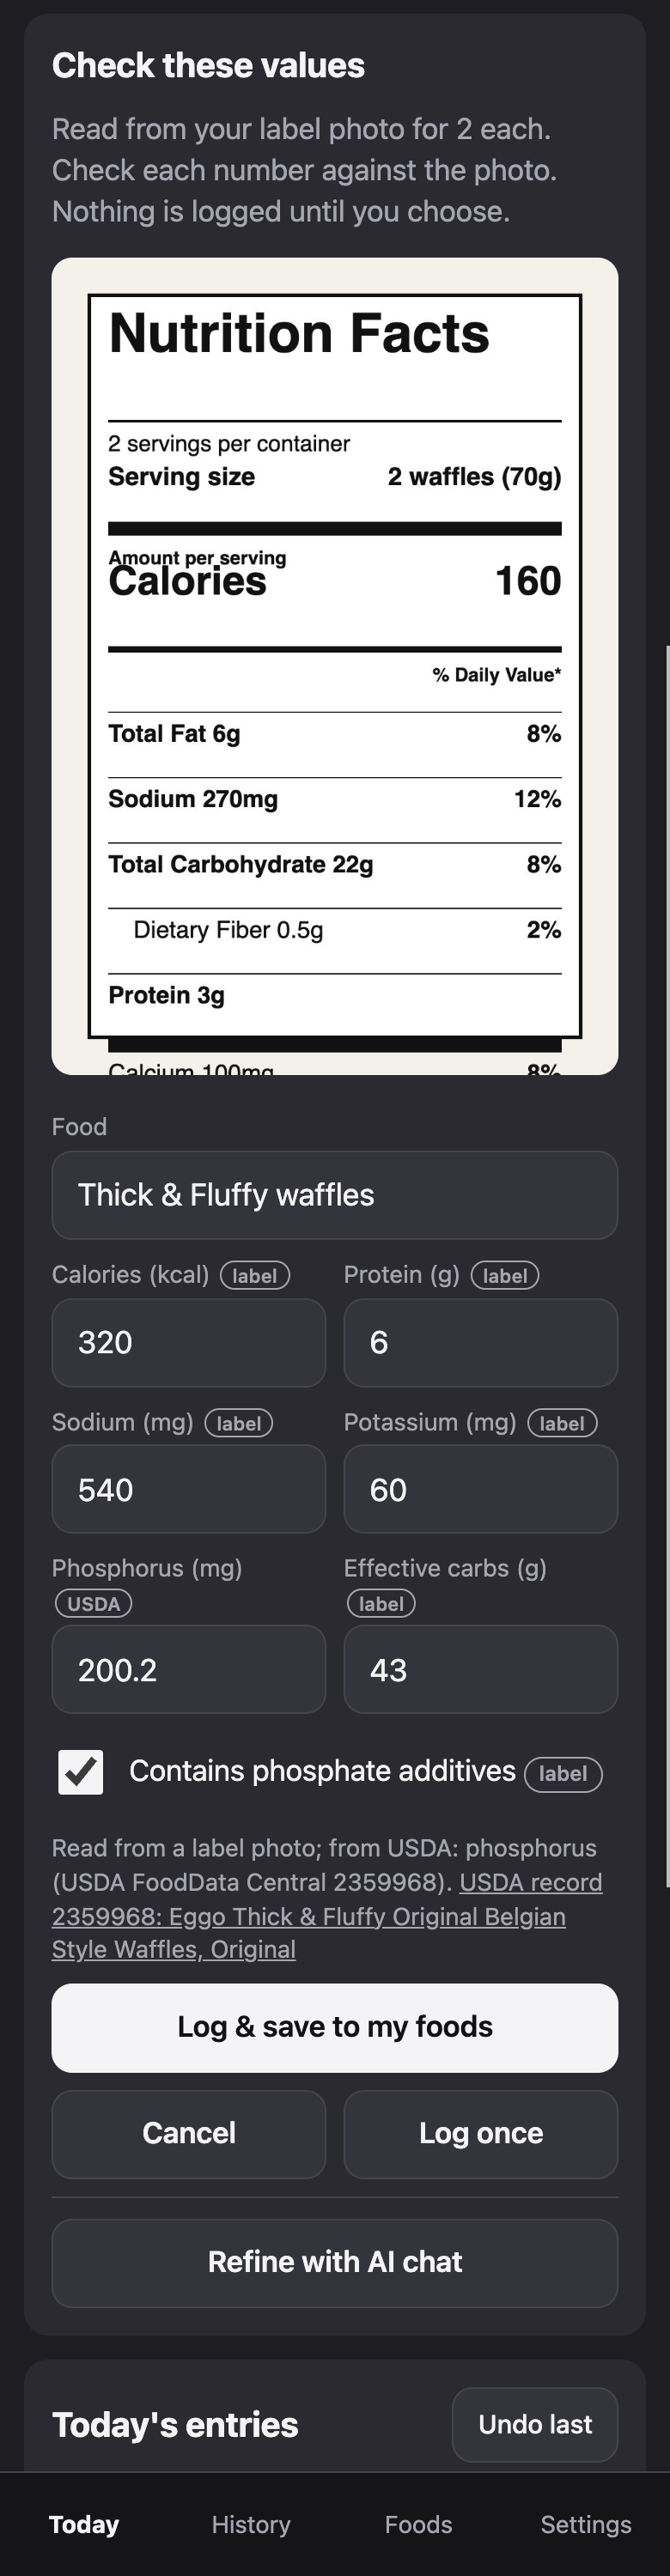 Check these values
Read from your label photo for 2 each.
Check each number against the photo.
Nothing is logged until you choose.
Nutrition Facts
2 servings per container
Serving size 2 waffles (70g)
Amount per serving
Calories 160
% Daily Value*
Total Fat 6g 8%
Sodium 270mg 12%
Total Carbohydrate 22g 8%
Dietary Fiber 0.5g 2%
Protein 3g
Calcium 100mg 8%
Food
Thick & Fluffy waffles
Calories (kcal) label Protein (g) label
320 6
Sodium (mg) label Potassium (mg) label
540 60
Phosphorus (mg) Effective carbs (g)
USDA label
200.2 43
Contains phosphate additives label
Read from a label photo; from USDA: phosphorus
(USDA FoodData Central 2359968). USDA record
2359968: Eggo Thick & Fluffy Original Belgian
Style Waffles, Original
Log & save to my foods
Cancel Log once
Refine with AI chat
Today's entries Undo last
Today History Foods Settings